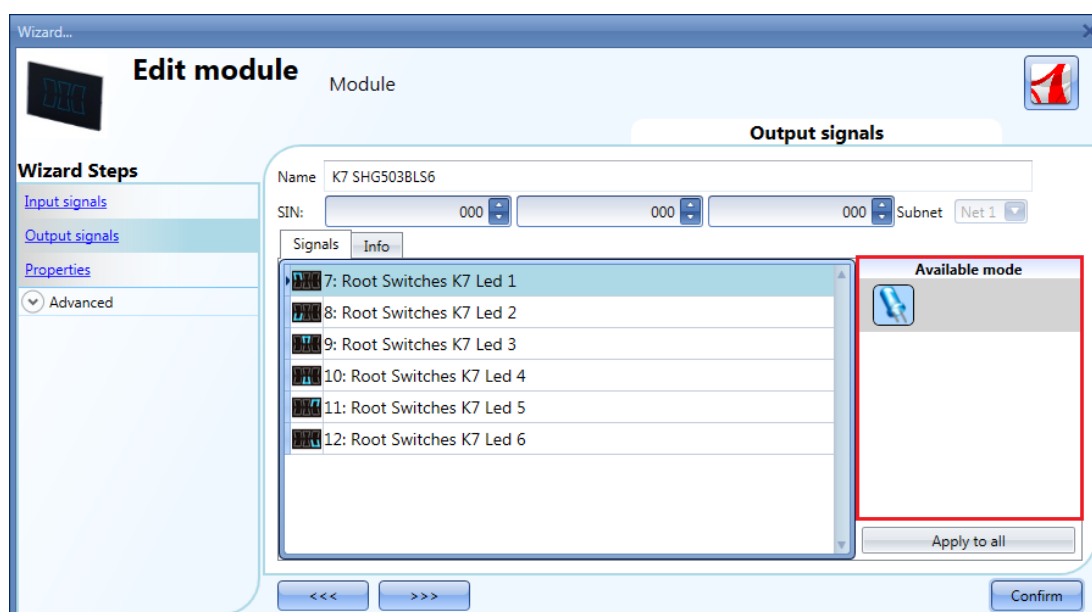 Wizard...
Edit module
Module
Output signals
Wizard Steps
Input signals
Output signals
Properties
Advanced
Name K7 SHG503BLS6
SIN: 000 000 000 Subnet Net 1
Signals Info
7: Root Switches K7 Led 1
8: Root Switches K7 Led 2
9: Root Switches K7 Led 3
10: Root Switches K7 Led 4
11: Root Switches K7 Led 5
12: Root Switches K7 Led 6
Available mode
Apply to all
<<< >>> Confirm